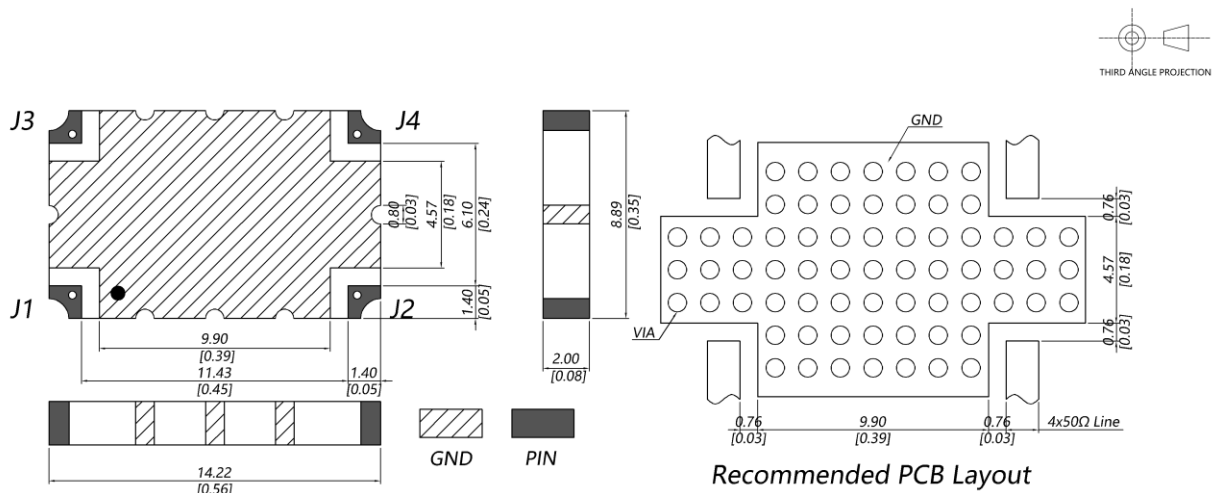 THIRD ANGLE PROJECTION
J3
J4
J1
J2
0.80
[0.03]
4.57
[0.18]
6.10
[0.24]
1.40
[0.05]
9.90
[0.39]
11.43
[0.45]
1.40
[0.05]
8.89
[0.35]
2.00
[0.08]
14.22
[0.56]
GND
PIN
GND
VIA
0.76
[0.03]
4.57
[0.18]
0.76
[0.03]
0.76
[0.03]
9.90
[0.39]
0.76
[0.03]
4x50Ω Line
Recommended PCB Layout